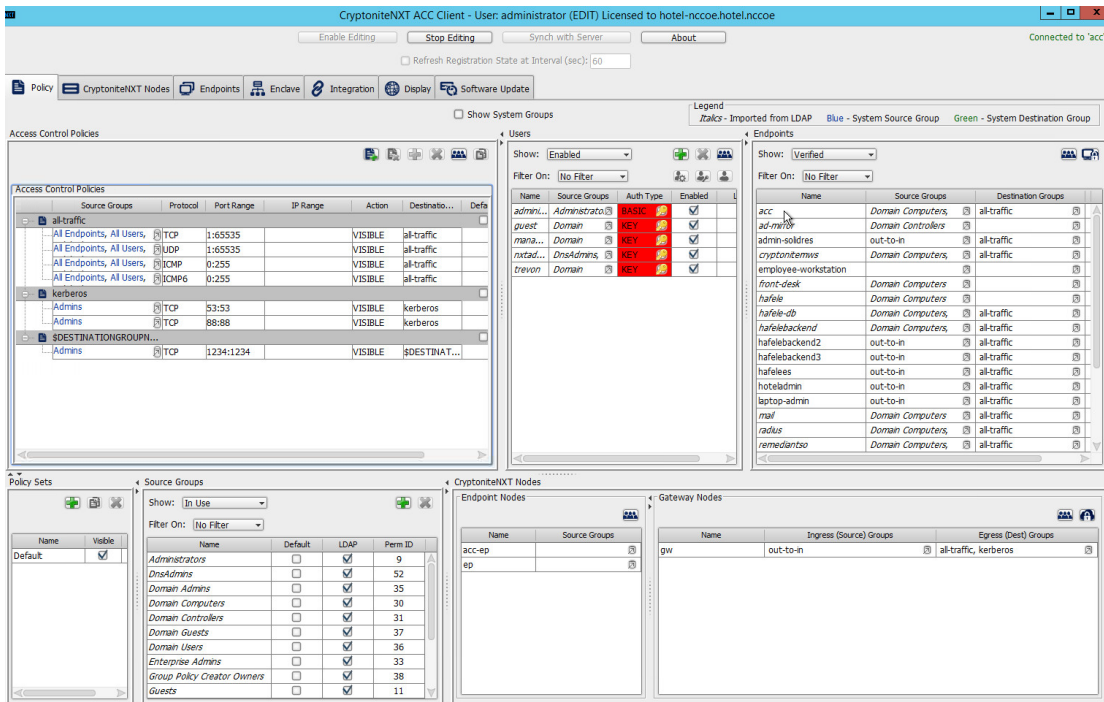 CryptoniteNXT ACC Client - User: administrator (EDIT) Licensed to hotel-nccoe.hotel.nccoe
Enable Editing Stop Editing Synch with Server About Connected to 'acc'
Refresh Registration State at Interval (sec): 60
Policy CryptoniteNXT Nodes Endpoints Enclave Integration Display Software Update
Show System Groups
Legend
Italics - Imported from LDAP Blue - System Source Group Green - System Destination Group
Access Control Policies
Access Control Policies
Source Groups Protocol Port Range IP Range Action Destinatio... Defa
all-traffic
All Endpoints, All Users, TCP 1:65535 VISIBLE all-traffic
All Endpoints, All Users, UDP 1:65535 VISIBLE all-traffic
All Endpoints, All Users, ICMP 0:255 VISIBLE all-traffic
All Endpoints, All Users, ICMP6 0:255 VISIBLE all-traffic
kerberos
Admins TCP 53:53 VISIBLE kerberos
Admins TCP 88:88 VISIBLE kerberos
$DESTINATIONGROUPN...
Admins TCP 1234:1234 VISIBLE $DESTINAT...
Users
Show: Enabled
Filter On: No Filter
Name Source Groups Auth Type Enabled L
admini... Administrato... BASIC
guest Domain KEY
mana... Domain KEY
nxtad... DnsAdmins, KEY
trevon Domain KEY
Endpoints
Show: Verified
Filter On: No Filter
Name Source Groups Destination Groups
acc Domain Computers, all-traffic
ad-mirror Domain Controllers
admin-solidres out-to-in all-traffic
cryptonitemws Domain Computers, all-traffic
employee-workstation
front-desk Domain Computers
hafele Domain Computers
hafele-db Domain Computers, all-traffic
hafelebackend Domain Computers, all-traffic
hafelebackend2 out-to-in all-traffic
hafelebackend3 out-to-in all-traffic
hafelees out-to-in all-traffic
hoteladmin out-to-in all-traffic
laptop-admin out-to-in all-traffic
mail Domain Computers all-traffic
radius Domain Computers, all-traffic
remediantso Domain Computers, all-traffic
Policy Sets
Name Visible
Default
Source Groups
Show: In Use
Filter On: No Filter
Name Default LDAP Perm ID
Administrators 9
DnsAdmins 52
Domain Admins 35
Domain Computers 30
Domain Controllers 31
Domain Guests 37
Domain Users 36
Enterprise Admins 33
Group Policy Creator Owners 38
Guests 11
CryptoniteNXT Nodes
Endpoint Nodes
Name Source Groups
acc-ep
ep
Gateway Nodes
Name Ingress (Source) Groups Egress (Dest) Groups
gw out-to-in all-traffic, kerberos